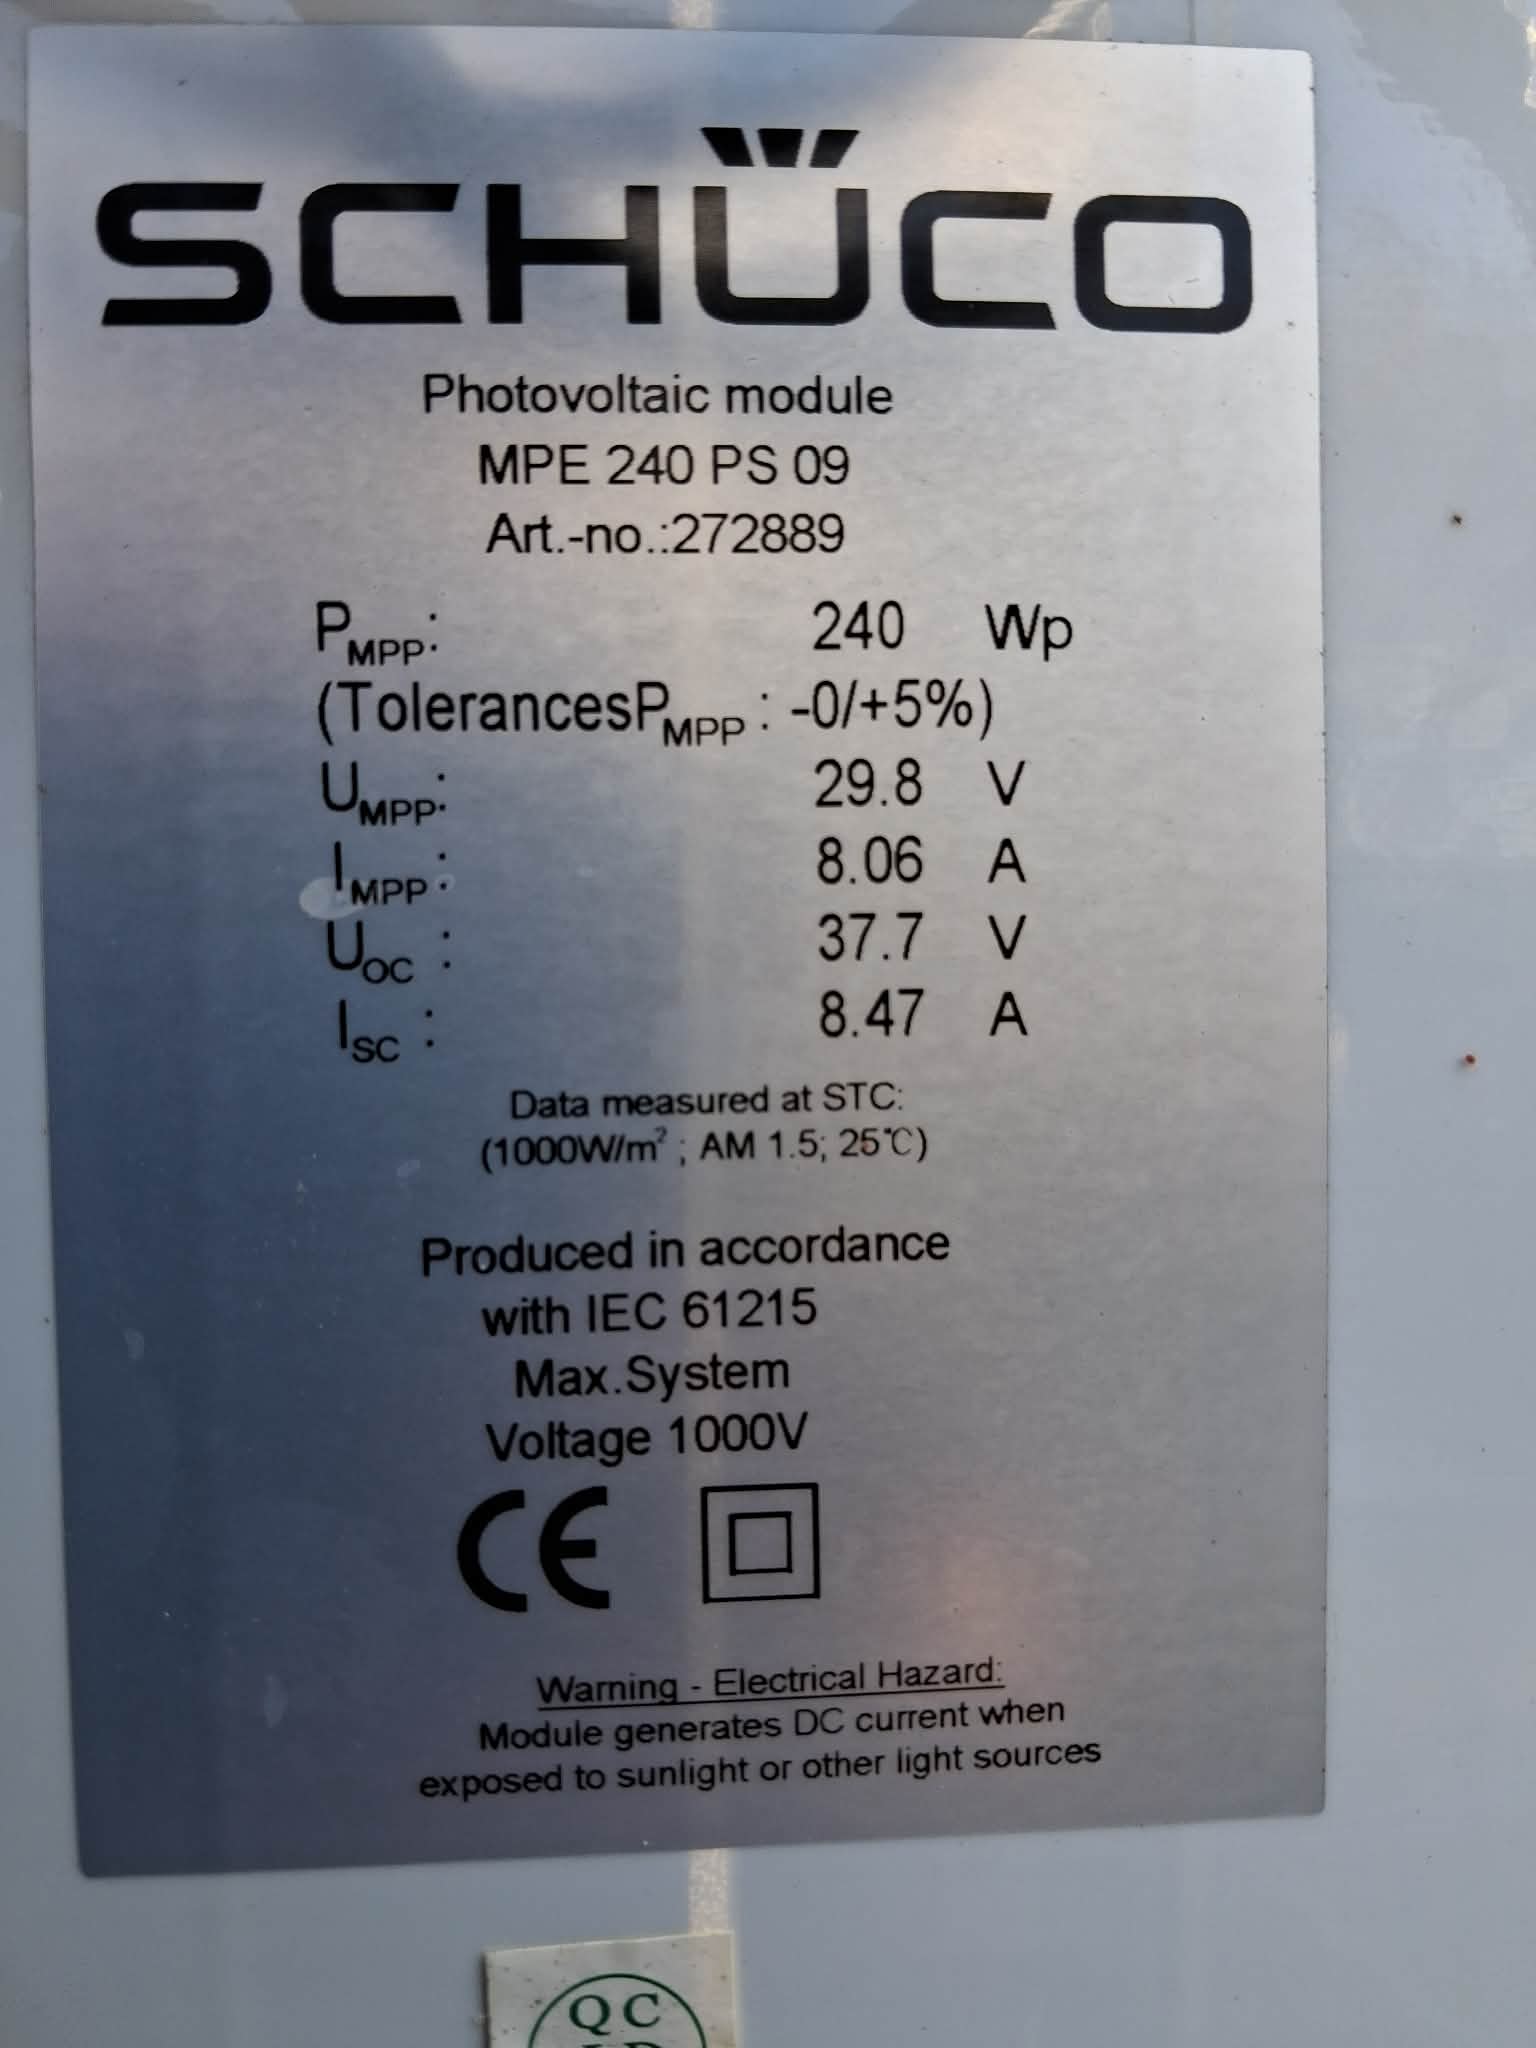 SCHÜCO
Photovoltaic module
MPE 240 PS 09
Art.-no.:272889
PMPP: 240 Wp
(TolerancesPMPP : -0/+5%)
UMPP: 29.8 V
IMPP: 8.06 A
UOC : 37.7 V
ISC : 8.47 A
Data measured at STC:
(1000W/m² ; AM 1.5; 25℃)
Produced in accordance
with IEC 61215
Max.System
Voltage 1000V
CE
Warning - Electrical Hazard:
Module generates DC current when
exposed to sunlight or other light sources
QC